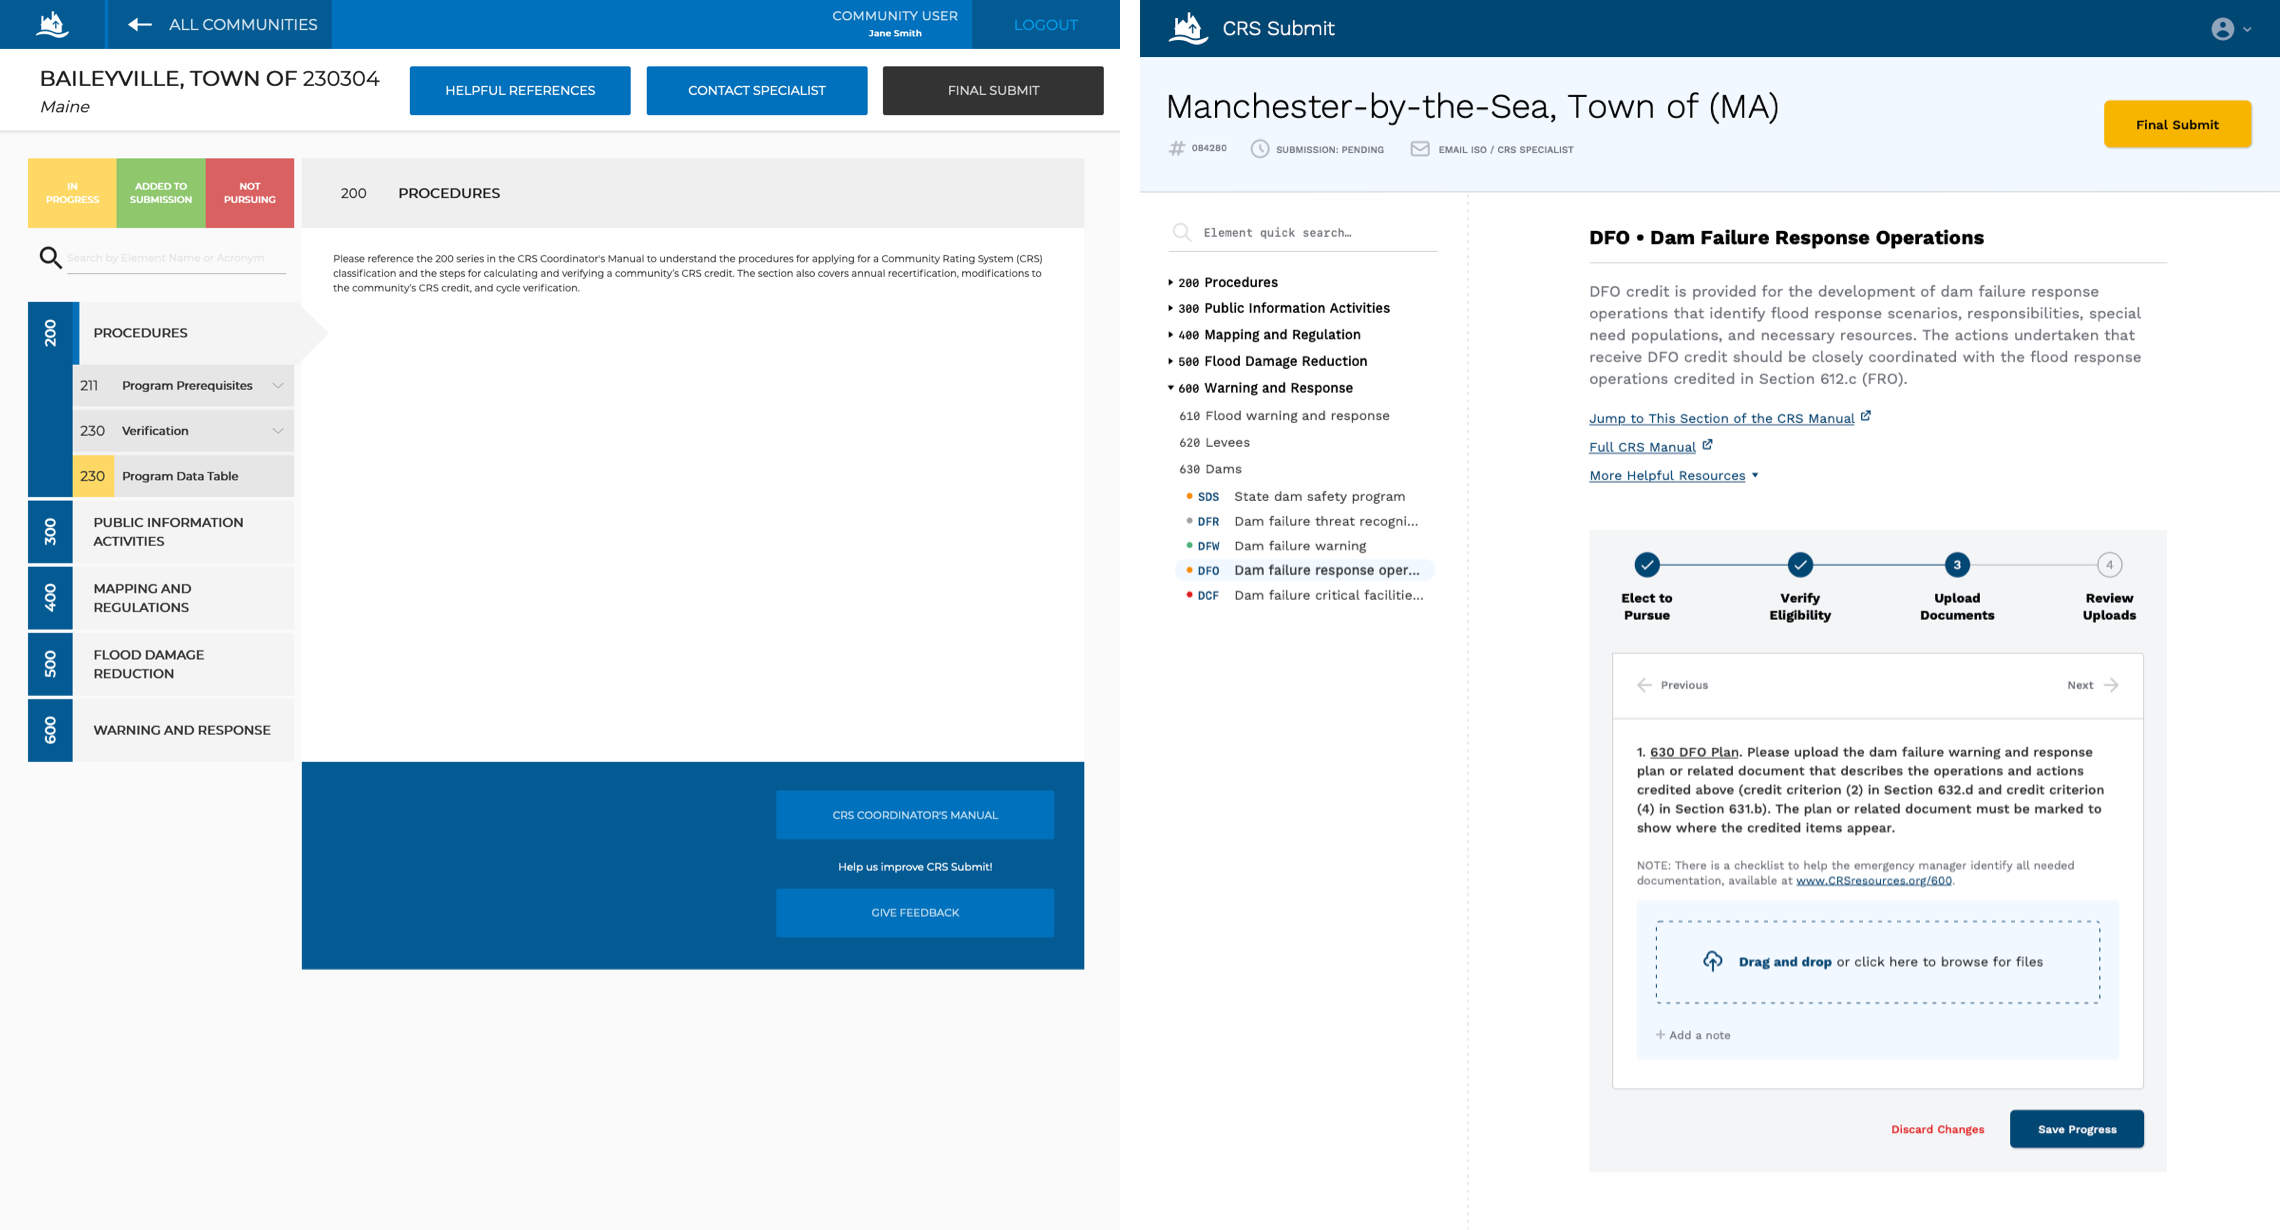 ALL COMMUNITIES
COMMUNITY USER
Jane Smith
LOGOUT
BAILEYVILLE, TOWN OF 230304
Maine
HELPFUL REFERENCES
CONTACT SPECIALIST
FINAL SUBMIT
IN
PROGRESS
ADDED TO
SUBMISSION
NOT
PURSUING
Search by Element Name or Acronym
200
PROCEDURES
211 Program Prerequisites
230 Verification
230 Program Data Table
300
PUBLIC INFORMATION
ACTIVITIES
400
MAPPING AND
REGULATIONS
500
FLOOD DAMAGE
REDUCTION
600
WARNING AND RESPONSE
200 PROCEDURES
Please reference the 200 series in the CRS Coordinator's Manual to understand the procedures for applying for a Community Rating System (CRS)
classification and the steps for calculating and verifying a community's CRS credit. The section also covers annual recertification, modifications to
the community's CRS credit, and cycle verification.
CRS COORDINATOR'S MANUAL
Help us improve CRS Submit!
GIVE FEEDBACK
CRS Submit
Manchester-by-the-Sea, Town of (MA)
# 084280
SUBMISSION: PENDING
EMAIL ISO / CRS SPECIALIST
Final Submit
Element quick search…
200 Procedures
300 Public Information Activities
400 Mapping and Regulation
500 Flood Damage Reduction
600 Warning and Response
610 Flood warning and response
620 Levees
630 Dams
SDS State dam safety program
DFR Dam failure threat recogni...
DFW Dam failure warning
DFO Dam failure response oper...
DCF Dam failure critical facilitie...
DFO • Dam Failure Response Operations
DFO credit is provided for the development of dam failure response
operations that identify flood response scenarios, responsibilities, special
need populations, and necessary resources. The actions undertaken that
receive DFO credit should be closely coordinated with the flood response
operations credited in Section 612.c (FRO).
Jump to This Section of the CRS Manual
Full CRS Manual
More Helpful Resources
3
4
Elect to
Pursue
Verify
Eligibility
Upload
Documents
Review
Uploads
Previous
Next
1. 630 DFO Plan. Please upload the dam failure warning and response
plan or related document that describes the operations and actions
credited above (credit criterion (2) in Section 632.d and credit criterion
(4) in Section 631.b). The plan or related document must be marked to
show where the credited items appear.
NOTE: There is a checklist to help the emergency manager identify all needed
documentation, available at www.CRSresources.org/600.
Drag and drop or click here to browse for files
+ Add a note
Discard Changes
Save Progress